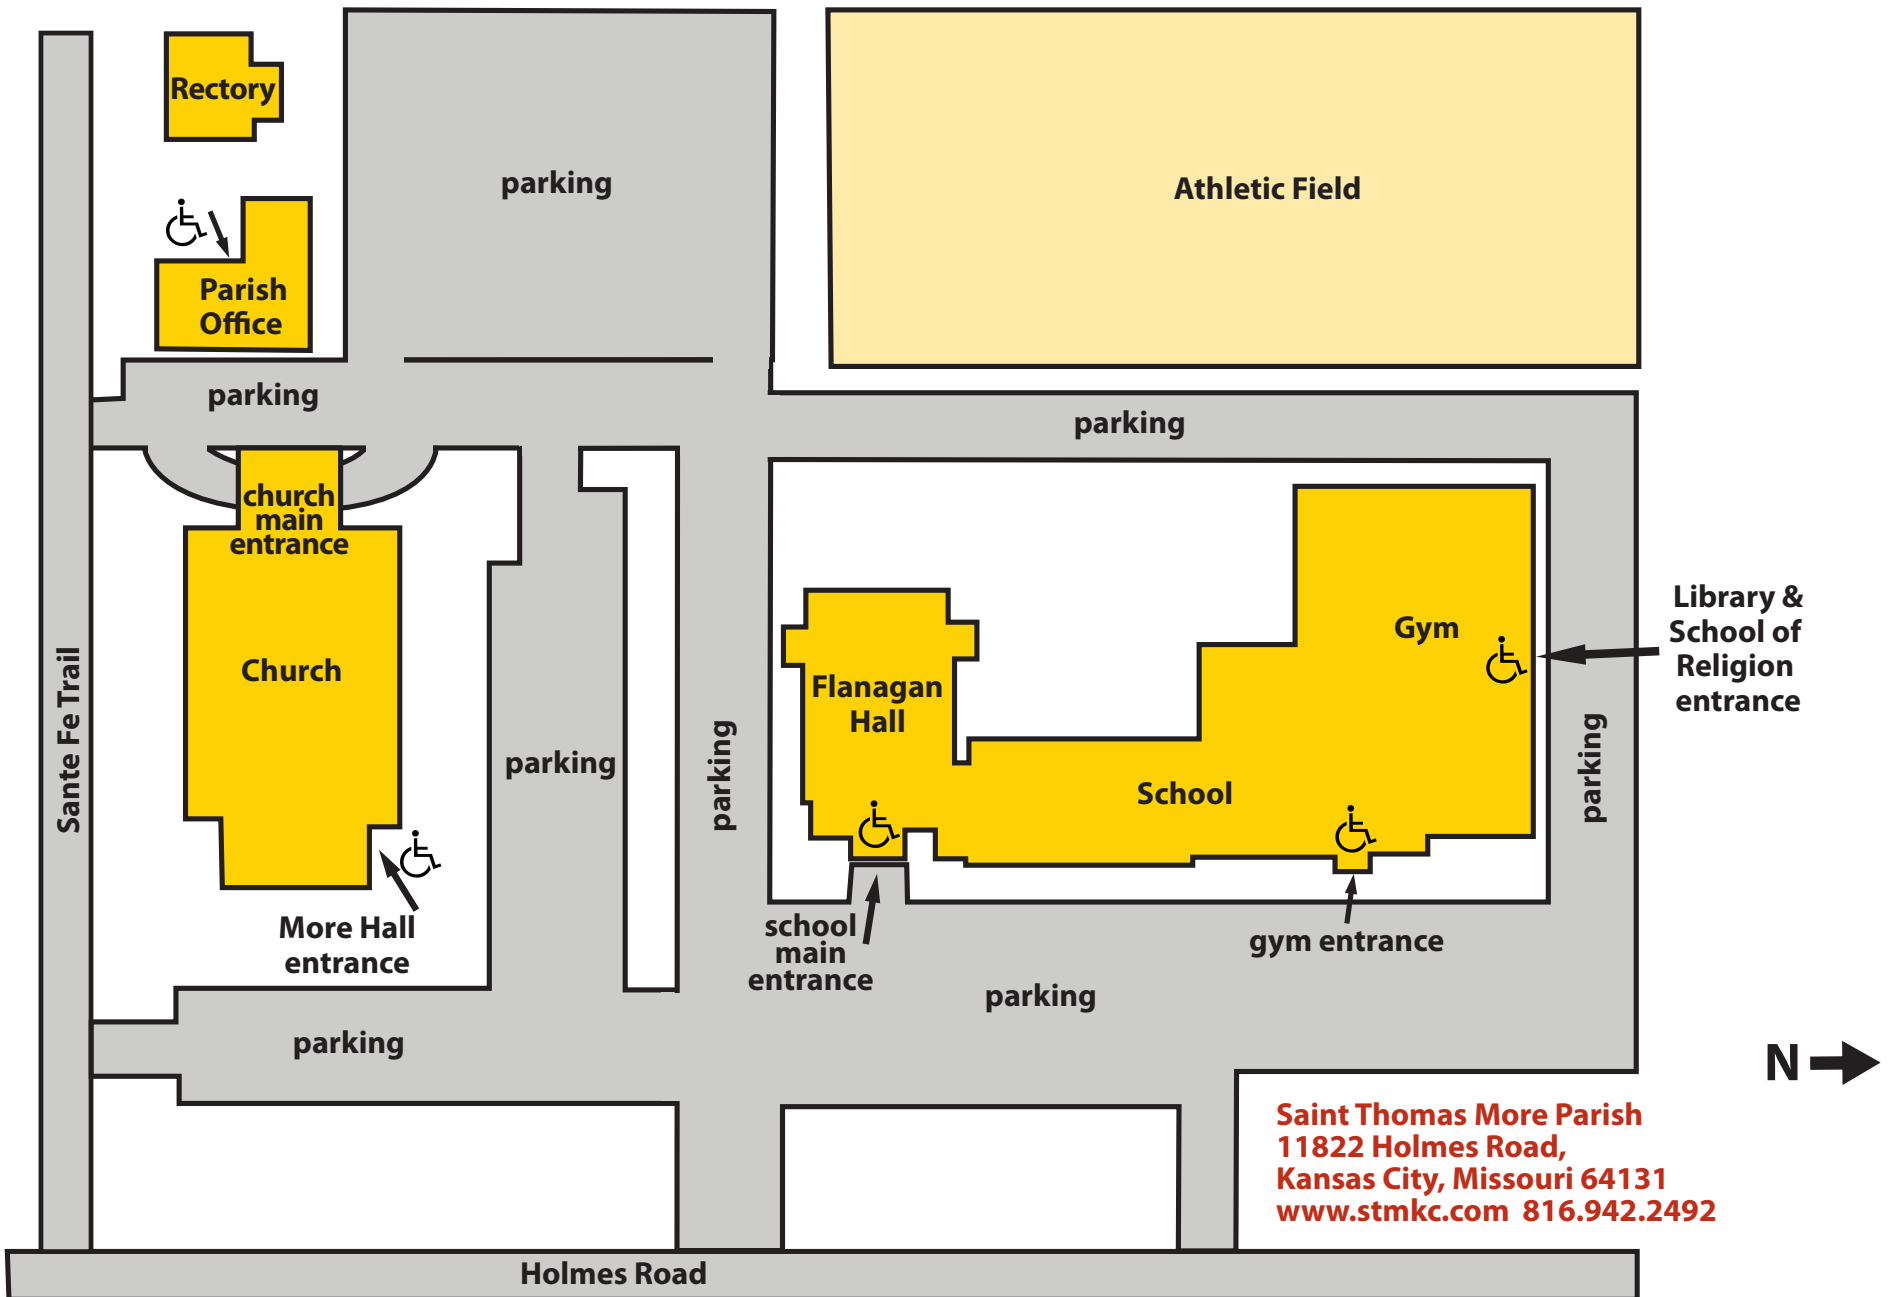 Rectory
parking
Athletic Field
Parish
Office
parking
parking
church
main
entrance
Library &
School of
Religion
entrance
Gym
Church
Flanagan
Hall
Sante Fe Trail
parking
parking
School
parking
More Hall
entrance
school
main
entrance
gym entrance
parking
parking
N
Saint Thomas More Parish
11822 Holmes Road,
Kansas City, Missouri 64131
www.stmkc.com 816.942.2492
Holmes Road